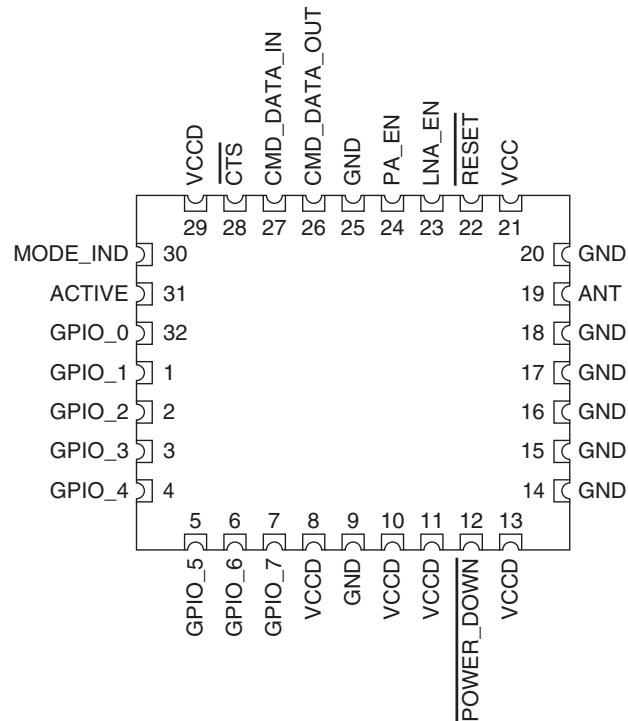 VCCD
CTS
CMD_DATA_IN
CMD_DATA_OUT
GND
PA_EN
LNA_EN
RESET
VCC
29 28 27 26 25 24 23 22 21
MODE_IND 30 20 GND
ACTIVE 31 19 ANT
GPIO_0 32 18 GND
GPIO_1 1 17 GND
GPIO_2 2 16 GND
GPIO_3 3 15 GND
GPIO_4 4 14 GND
5 6 7 8 9 10 11 12 13
GPIO_5
GPIO_6
GPIO_7
VCCD
GND
VCCD
VCCD
POWER_DOWN
VCCD